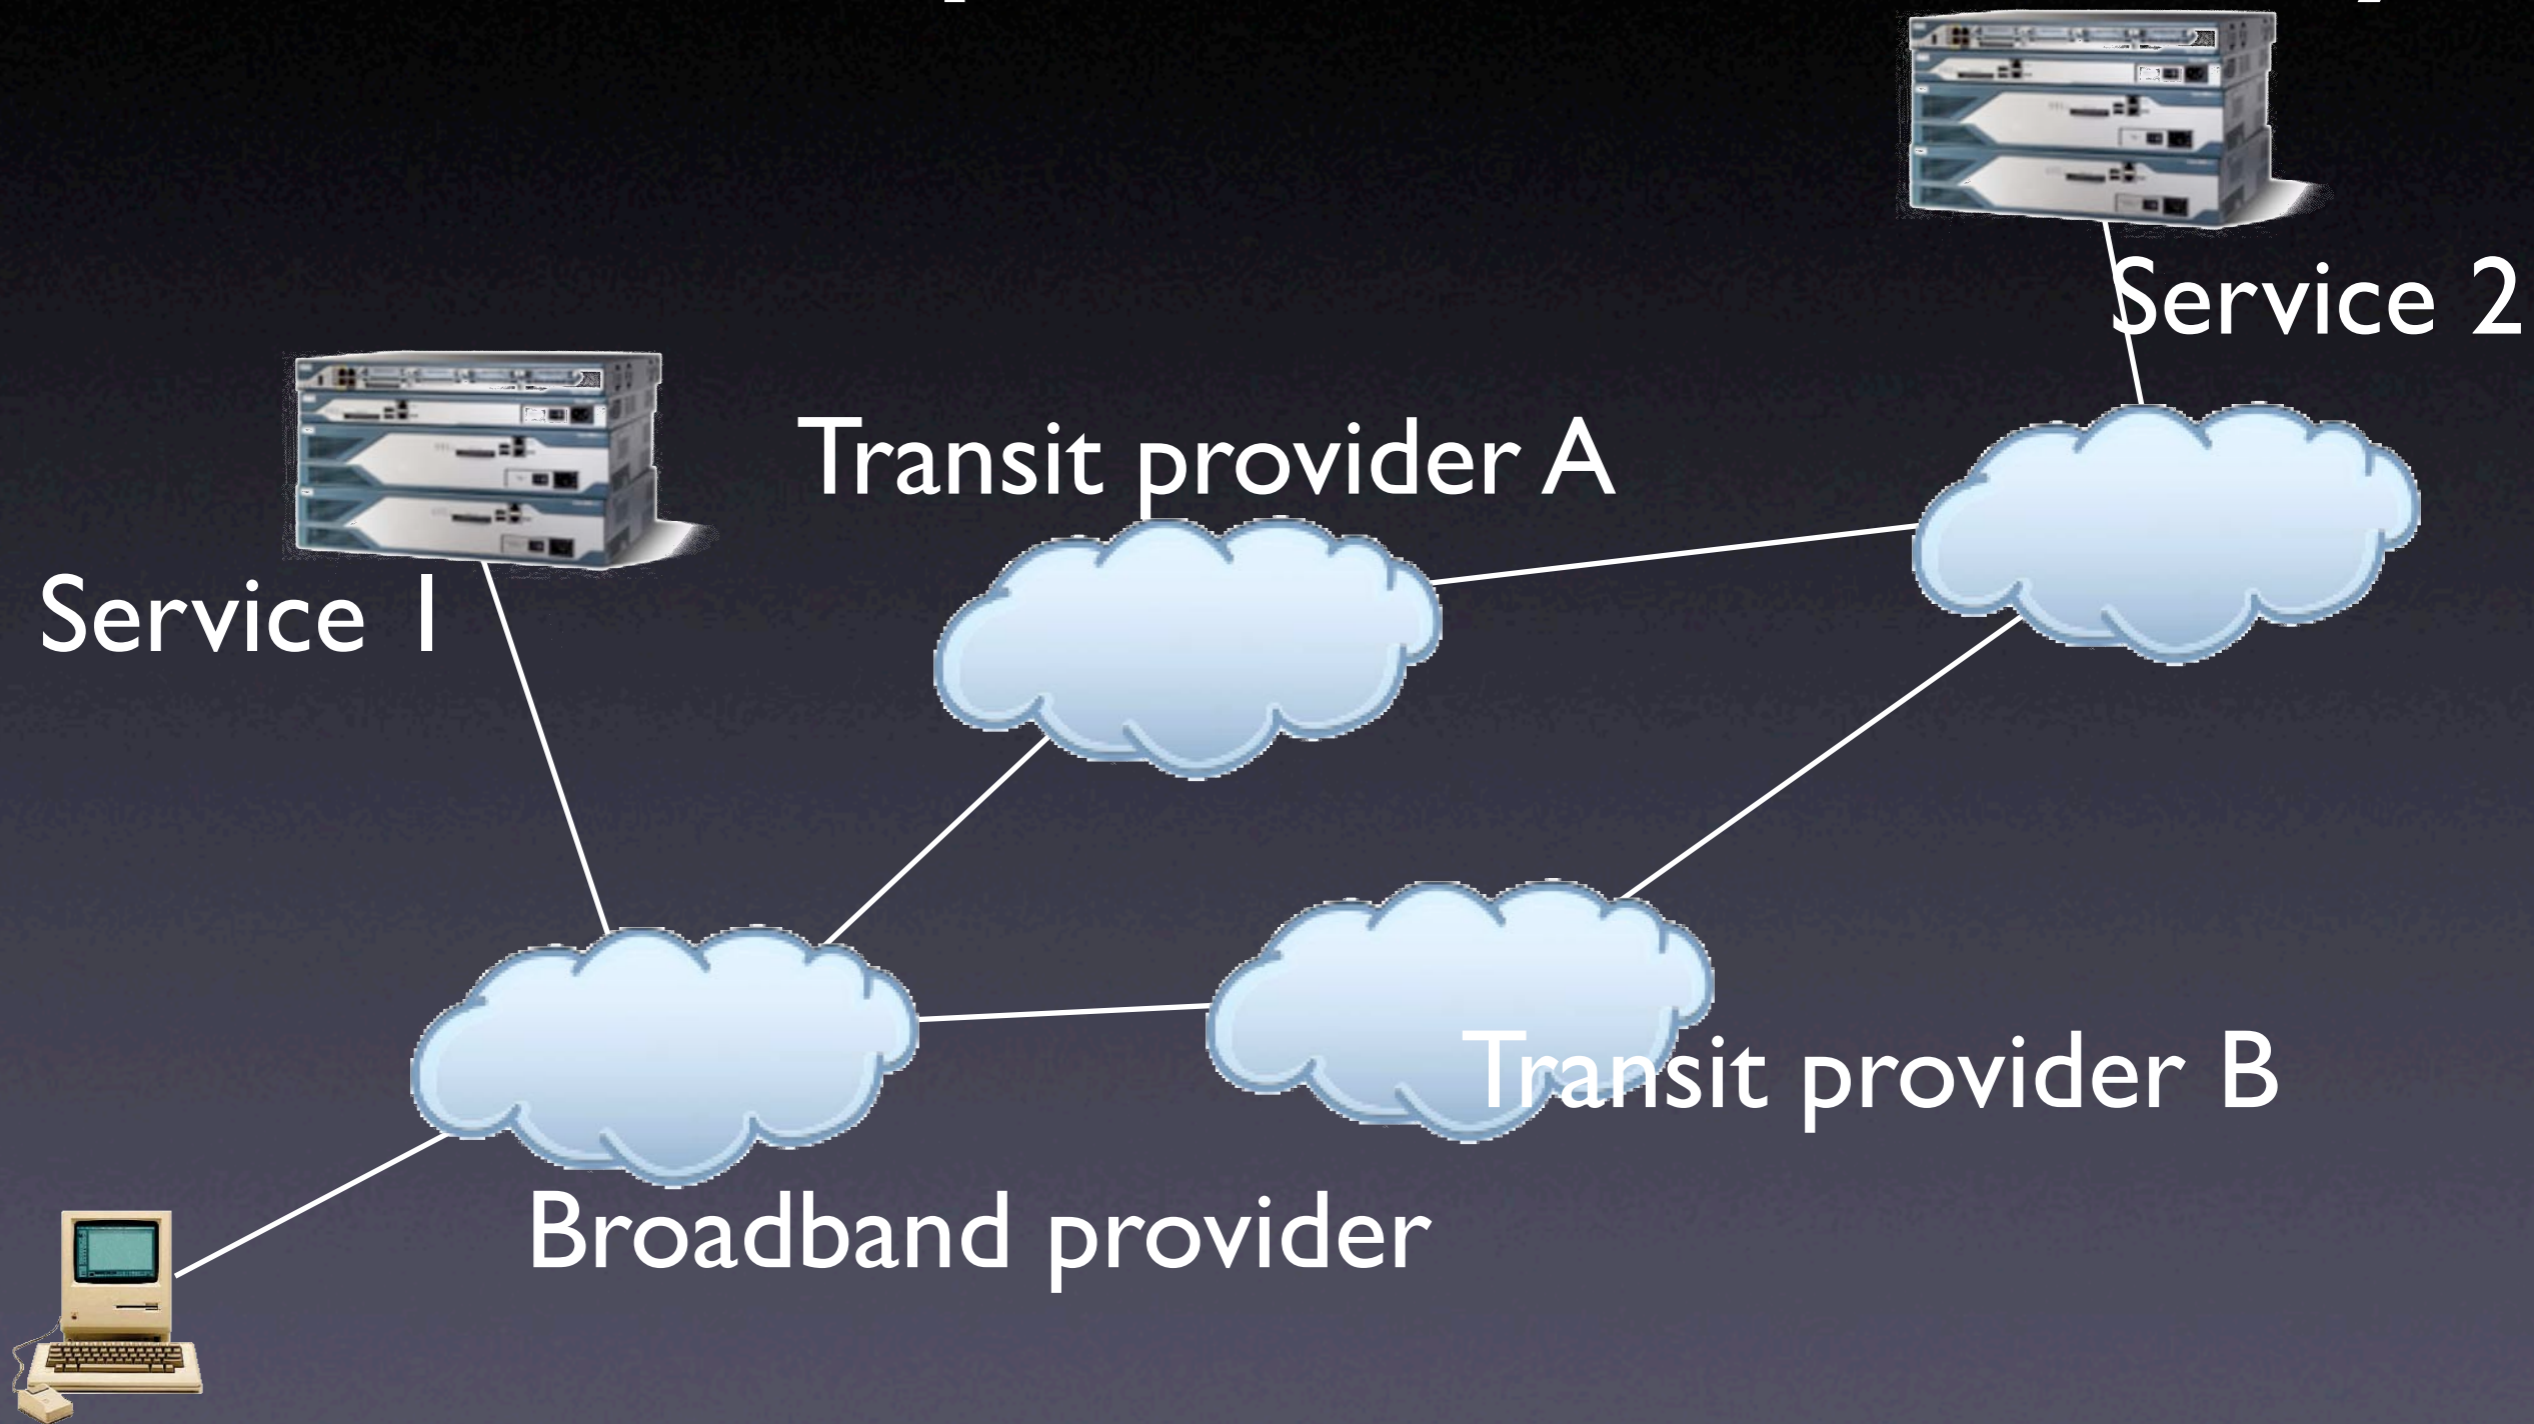 Service 2
Transit provider A
Service 1
Transit provider B
Broadband provider